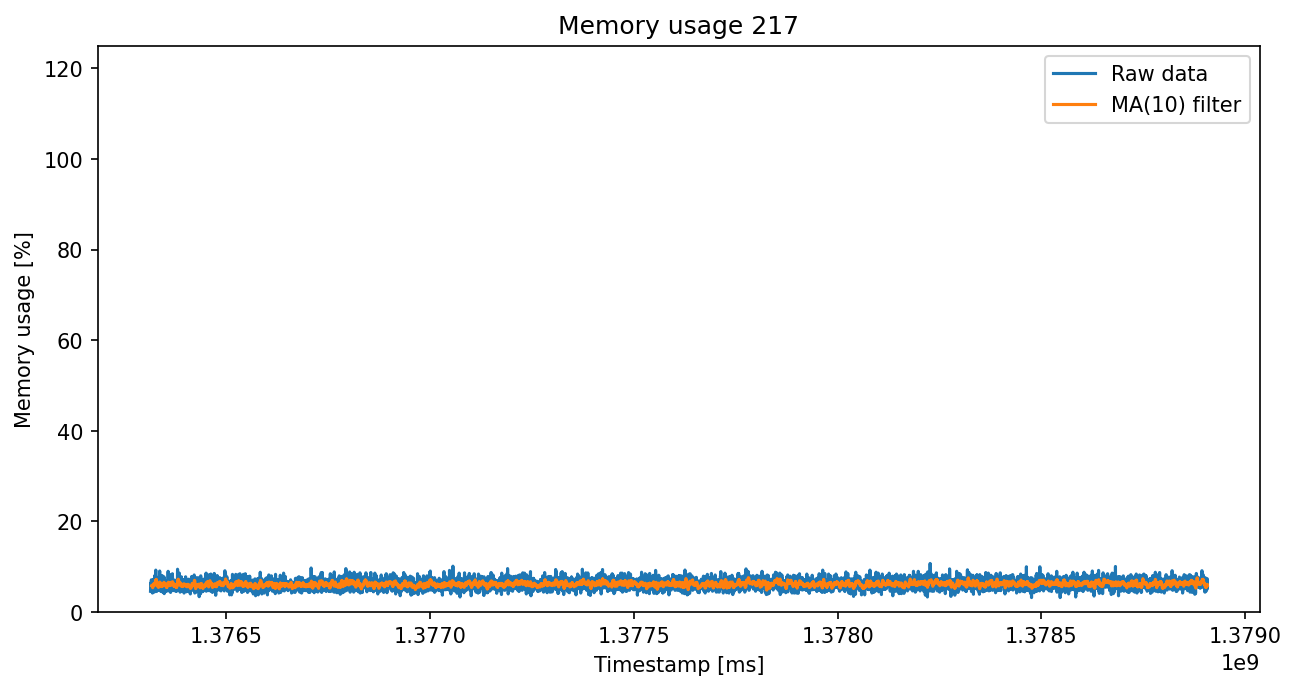 Memory usage 217
Raw data
MA(10) filter
120
100
80
60
40
20
0
Memory usage [%]
1.3765 1.3770 1.3775 1.3780 1.3785 1.3790
1e9
Timestamp [ms]